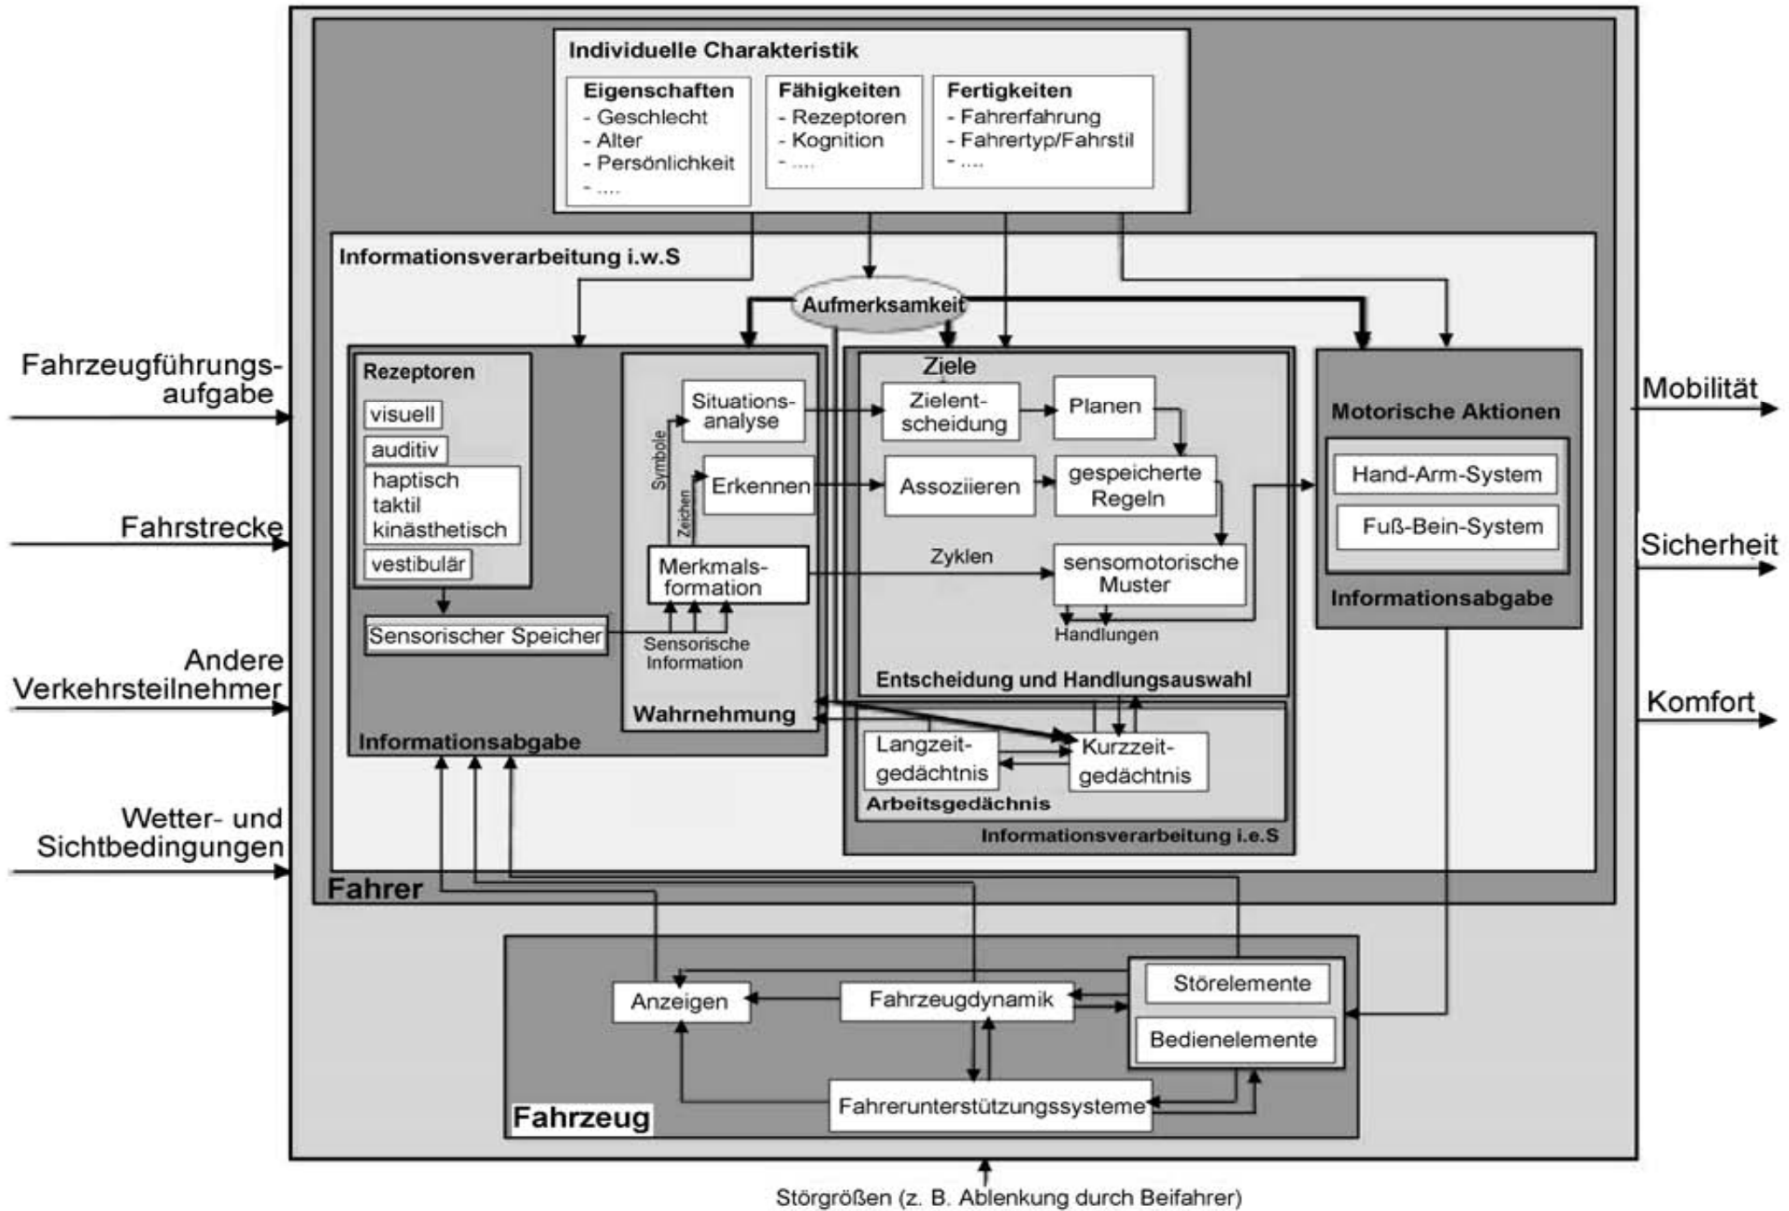 Individuelle Charakteristik
Eigenschaften
- Geschlecht
- Alter
- Persönlichkeit
- ....
Fähigkeiten
- Rezeptoren
- Kognition
- ....
Fertigkeiten
- Fahrerfahrung
- Fahrertyp/Fahrstil
- ....
Informationsverarbeitung i.w.S
Aufmerksamkeit
Fahrzeugführungs-
aufgabe
Fahrstrecke
Andere
Verkehrsteilnehmer
Wetter- und
Sichtbedingungen
Rezeptoren
visuell
auditiv
haptisch
taktil
kinästhetisch
vestibulär
Sensorischer Speicher
Informationsabgabe
Situations-
analyse
Symbole
Erkennen
Zeichen
Merkmals-
formation
Sensorische
Information
Wahrnehmung
Ziele
Zielent-
scheidung
Planen
Assoziieren
gespeicherte
Regeln
Zyklen
sensomotorische
Muster
Handlungen
Entscheidung und Handlungsauswahl
Langzeit-
gedächtnis
Kurzzeit-
gedächtnis
Arbeitsgedächnis
Informationsverarbeitung i.e.S
Motorische Aktionen
Hand-Arm-System
Fuß-Bein-System
Informationsabgabe
Mobilität
Sicherheit
Komfort
Fahrer
Anzeigen
Fahrzeugdynamik
Störelemente
Bedienelemente
Fahrerunterstützungssysteme
Fahrzeug
Störgrößen (z. B. Ablenkung durch Beifahrer)